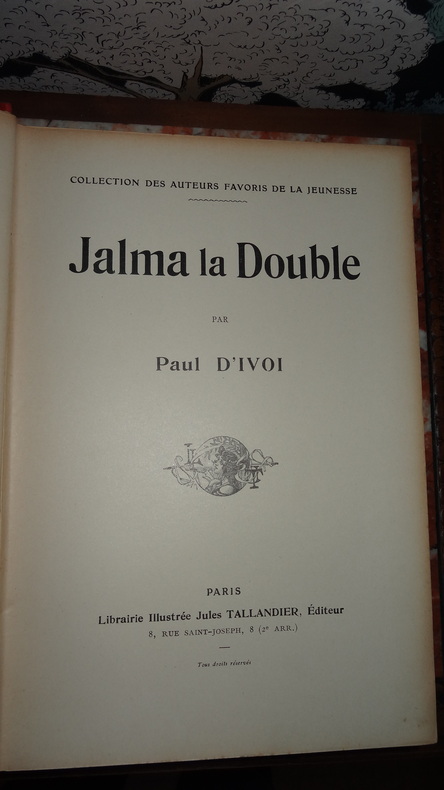 COLLECTION DES AUTEURS FAVORIS DE LA JEUNESSE
Jalma la Double
PAR
Paul D'IVOI
PARIS
Librairie Illustrée Jules TALLANDIER, Éditeur
8, RUE SAINT-JOSEPH, 8 (2e ARR.)
Tous droits réservés